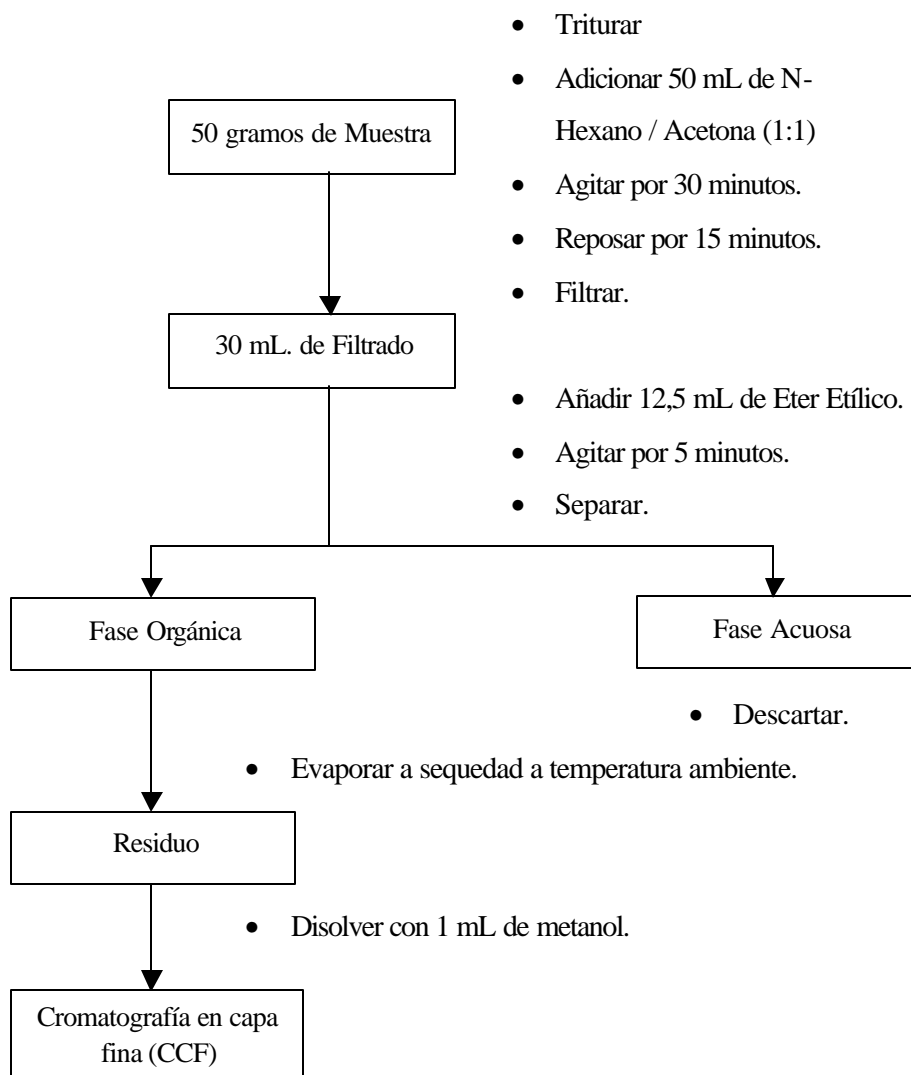 • Triturar
• Adicionar 50 mL de N-
Hexano / Acetona (1:1)
50 gramos de Muestra
• Agitar por 30 minutos.
• Reposar por 15 minutos.
• Filtrar.
30 mL. de Filtrado
• Añadir 12,5 mL de Eter Etílico.
• Agitar por 5 minutos.
• Separar.
Fase Orgánica
Fase Acuosa
• Descartar.
• Evaporar a sequedad a temperatura ambiente.
Residuo
• Disolver con 1 mL de metanol.
Cromatografía en capa
fina (CCF)